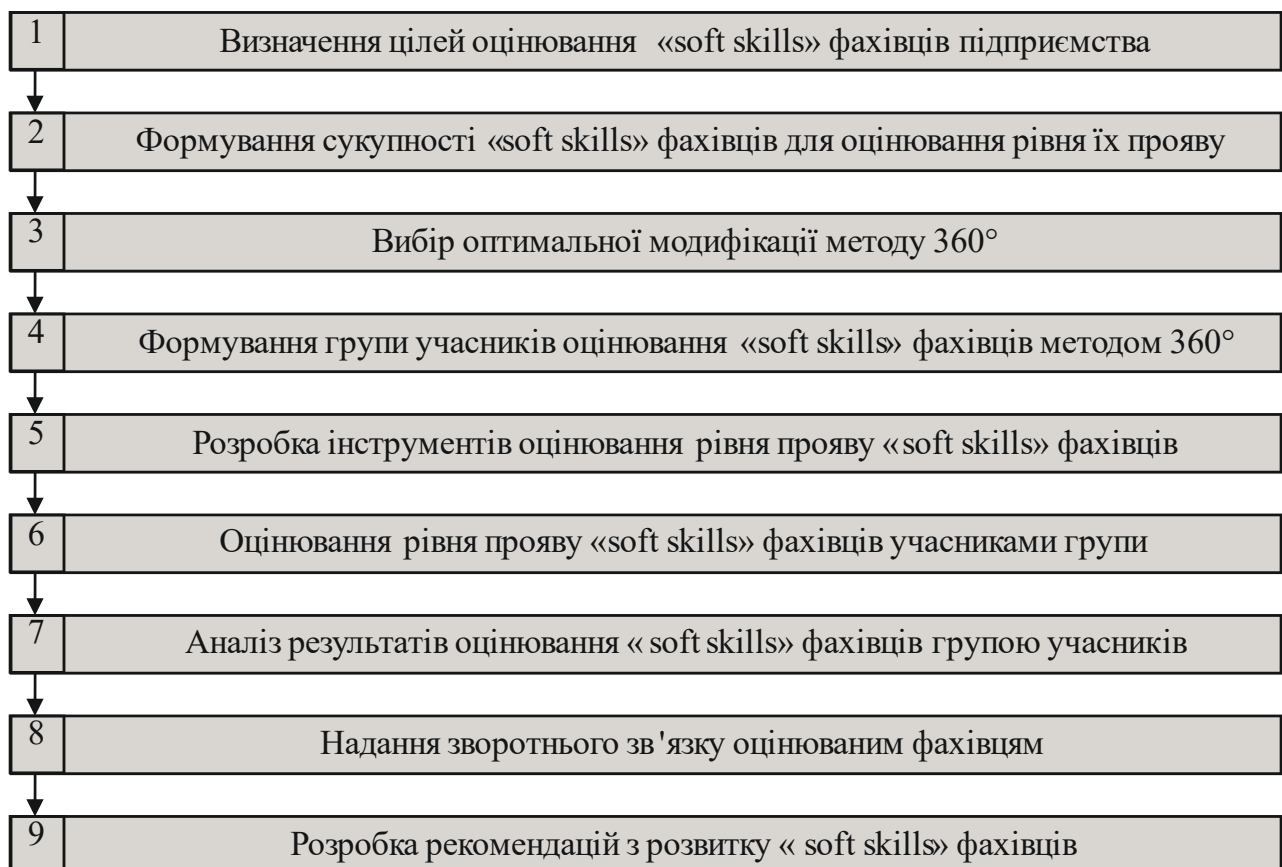 1 Визначення цілей оцінювання «soft skills» фахівців підприємства
2 Формування сукупності «soft skills» фахівців для оцінювання рівня їх прояву
3 Вибір оптимальної модифікації методу 360°
4 Формування групи учасників оцінювання «soft skills» фахівців методом 360°
5 Розробка інструментів оцінювання рівня прояву «soft skills» фахівців
6 Оцінювання рівня прояву «soft skills» фахівців учасниками групи
7 Аналіз результатів оцінювання « soft skills» фахівців групою учасників
8 Надання зворотнього зв'язку оцінюваним фахівцям
9 Розробка рекомендацій з розвитку « soft skills» фахівців